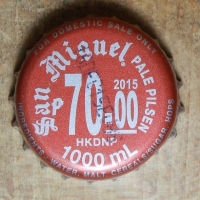 FOR DOMESTIC SALE ONLY
San Miguel
PALE PILSEN
2015
P70.00
HKDNP
1000 mL
INGREDIENTS: WATER, MALT, CEREALS/SUGAR, HOPS